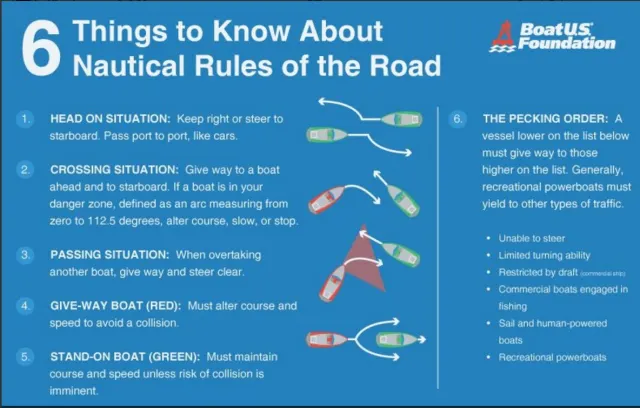 6
Things to Know About
Nautical Rules of the Road
BoatU.S.
Foundation
1. HEAD ON SITUATION: Keep right or steer to
starboard. Pass port to port, like cars.
2. CROSSING SITUATION: Give way to a boat
ahead and to starboard. If a boat is in your
danger zone, defined as an arc measuring from
zero to 112.5 degrees, alter course, slow, or stop.
3. PASSING SITUATION: When overtaking
another boat, give way and steer clear.
4. GIVE-WAY BOAT (RED): Must alter course and
speed to avoid a collision.
5. STAND-ON BOAT (GREEN): Must maintain
course and speed unless risk of collision is
imminent.
6. THE PECKING ORDER: A
vessel lower on the list below
must give way to those
higher on the list. Generally,
recreational powerboats must
yield to other types of traffic.
• Unable to steer
• Limited turning ability
• Restricted by draft (commercial ship)
• Commercial boats engaged in
fishing
• Sail and human-powered
boats
• Recreational powerboats